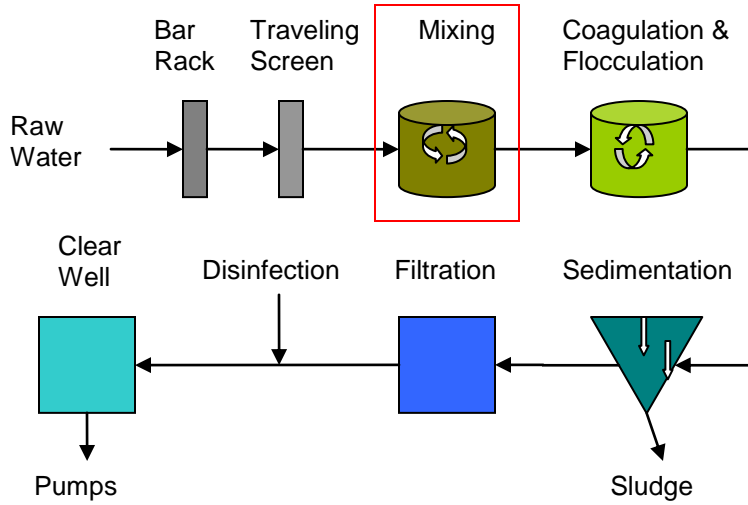 Bar
Rack
Traveling
Screen
Mixing
Coagulation &
Flocculation
Raw
Water
Clear
Well
Disinfection
Filtration
Sedimentation
Pumps
Sludge